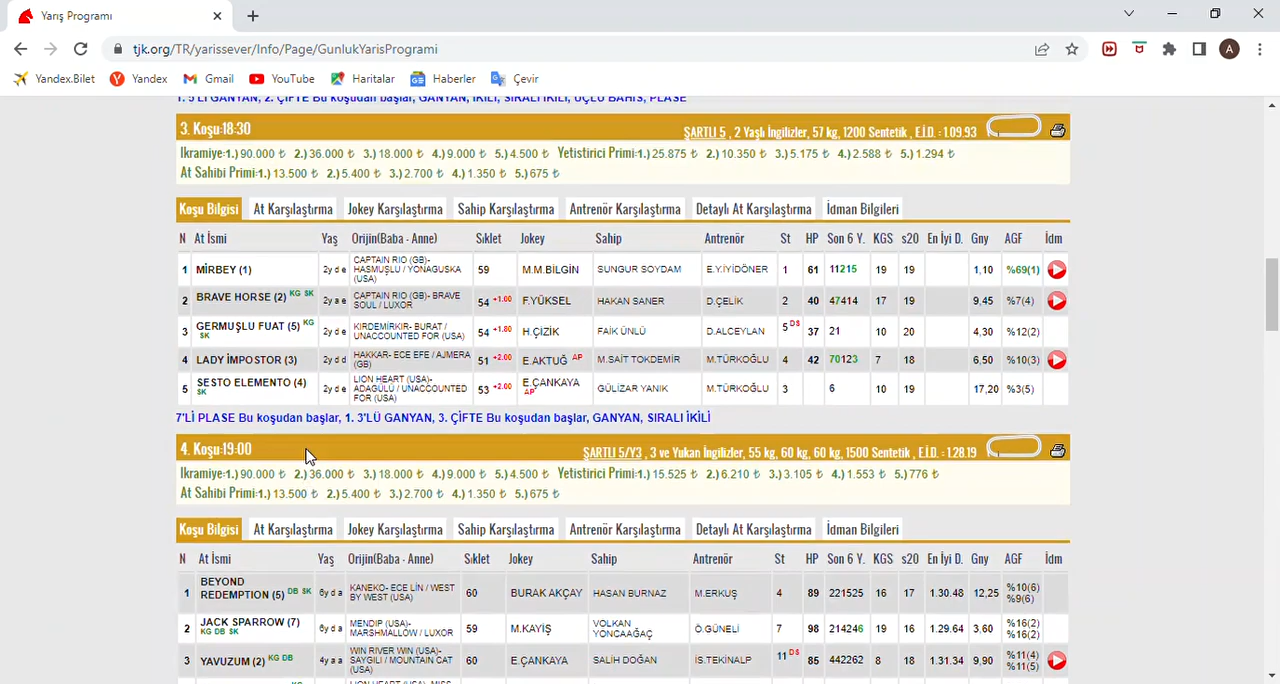 Yarış Programı
tjk.org/TR/yarissever/Info/Page/GunlukYarisProgrami
A
Yandex.Bilet Yandex Gmail YouTube Haritalar Haberler Çevir
1. 5'Lİ GANYAN, 2. ÇİFTE Bu koşudan başlar, GANYAN, İKİLİ, SIRALI İKİLİ, ÜÇLÜ BAHİS, PLASE
3. Koşu:18:30 ŞARTLI 5 , 2 Yaşlı İngilizler, 57 kg, 1200 Sentetik , E.İ.D. : 1.09.93
İkramiye:1.) 90.000 ₺ 2.) 36.000 ₺ 3.) 18.000 ₺ 4.) 9.000 ₺ 5.) 4.500 ₺ Yetistirici Primi:1.) 25.875 ₺ 2.) 10.350 ₺ 3.) 5.175 ₺ 4.) 2.588 ₺ 5.) 1.294 ₺
At Sahibi Primi:1.) 13.500 ₺ 2.) 5.400 ₺ 3.) 2.700 ₺ 4.) 1.350 ₺ 5.) 675 ₺
Koşu Bilgisi At Karşılaştırma Jokey Karşılaştırma Sahip Karşılaştırma Antrenör Karşılaştırma Detaylı At Karşılaştırma İdman Bilgileri
N At İsmi Yaş Orijin(Baba - Anne) Sıklet Jokey Sahip Antrenör St HP Son 6 Y. KGS s20 En İyi D. Gny AGF İdm
1 MİRBEY (1) 2y d e CAPTAIN RIO (GB)- HASMUŞLU / YONAGUSKA (USA) 59 M.M.BİLGİN SUNGUR SOYDAM E.Y.İYİDÖNER 1 61 11215 19 19 1,10 %69(1)
2 BRAVE HORSE (2) KG SK 2y a e CAPTAIN RIO (GB)- BRAVE SOUL / LUXOR 54 +1.00 F.YÜKSEL HAKAN SANER D.ÇELİK 2 40 47414 17 19 9,45 %7(4)
3 GERMUŞLU FUAT (5) KG SK 2y d e KIRDEMİRKIR- BURAT / UNACCOUNTED FOR (USA) 54 +1.80 H.ÇİZİK FAİK ÜNLÜ D.ALCEYLAN 5 DS 37 21 10 20 4,30 %12(2)
4 LADY İMPOSTOR (3) 2y d d HAKKAR- ECE EFE / AJMERA (GB) 51 +2.00 E.AKTUĞ AP M.SAİT TOKDEMİR M.TÜRKOĞLU 4 42 70123 7 18 6,50 %10(3)
5 SESTO ELEMENTO (4) SK 2y d e LION HEART (USA)- ADAGÜLÜ / UNACCOUNTED FOR (USA) 53 +2.00 E.ÇANKAYA AP GÜLİZAR YANIK M.TÜRKOĞLU 3 6 10 19 17,20 %3(5)
7'Lİ PLASE Bu koşudan başlar, 1. 3'LÜ GANYAN, 3. ÇİFTE Bu koşudan başlar, GANYAN, SIRALI İKİLİ
4. Koşu:19:00 ŞARTLI 5/Y3 , 3 ve Yukarı İngilizler, 55 kg, 60 kg, 60 kg, 1500 Sentetik , E.İ.D. : 1.28.19
İkramiye:1.) 90.000 ₺ 2.) 36.000 ₺ 3.) 18.000 ₺ 4.) 9.000 ₺ 5.) 4.500 ₺ Yetistirici Primi:1.) 15.525 ₺ 2.) 6.210 ₺ 3.) 3.105 ₺ 4.) 1.553 ₺ 5.) 776 ₺
At Sahibi Primi:1.) 13.500 ₺ 2.) 5.400 ₺ 3.) 2.700 ₺ 4.) 1.350 ₺ 5.) 675 ₺
Koşu Bilgisi At Karşılaştırma Jokey Karşılaştırma Sahip Karşılaştırma Antrenör Karşılaştırma Detaylı At Karşılaştırma İdman Bilgileri
N At İsmi Yaş Orijin(Baba - Anne) Sıklet Jokey Sahip Antrenör St HP Son 6 Y. KGS s20 En İyi D. Gny AGF İdm
1 BEYOND REDEMPTION (5) DB SK 6y d a KANEKO- ECE LİN / WEST BY WEST (USA) 60 BURAK AKÇAY HASAN BURNAZ M.ERKUŞ 4 89 221525 16 17 1.30.48 12,25 %10(6) %9(6)
2 JACK SPARROW (7) KG DB SK 6y d a MENDIP (USA)- MARSHMALLOW / LUXOR 59 M.KAYİŞ VOLKAN YONCAAĞAÇ Ö.GÜNELİ 7 98 214246 19 16 1.29.64 3,60 %16(2) %16(2)
3 YAVUZUM (2) KG DB 4y a a WIN RIVER WIN (USA)- SAYGILI / MOUNTAIN CAT (USA) 60 E.ÇANKAYA SALİH DOĞAN İS.TEKİNALP 11 DS 85 442262 8 18 1.31.34 9,90 %11(4) %11(5)